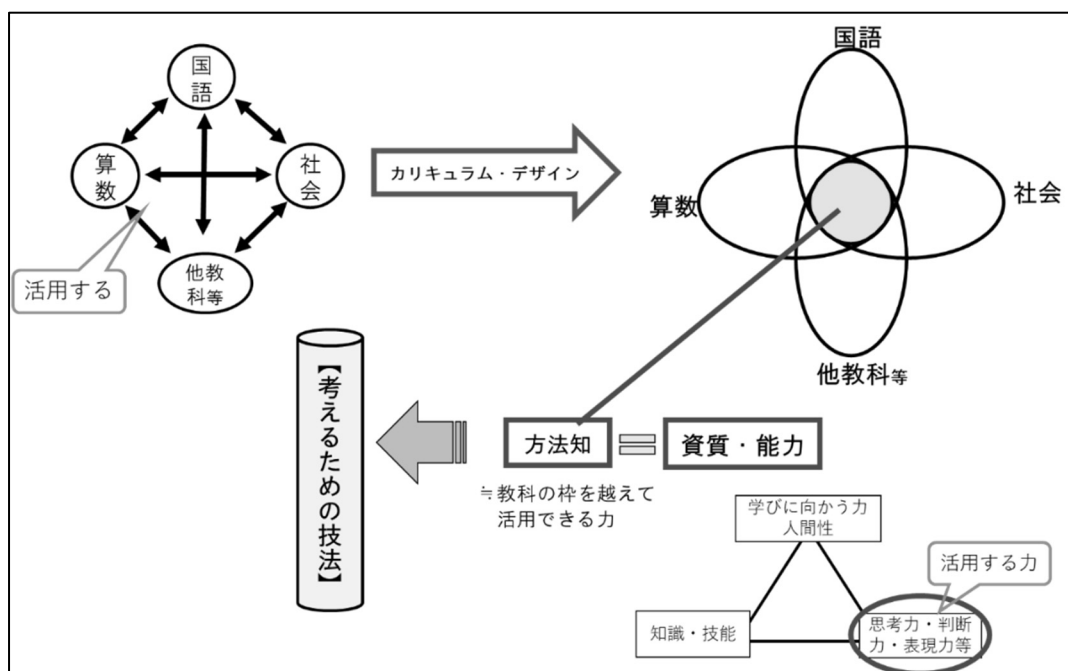 国
語
算
数
社
会
他教
科等
活用する
カリキュラム・デザイン
国語
算数
社会
他教科等
【考えるための技法】
方法知
資質・能力
≒教科の枠を越えて
活用できる力
学びに向かう力
人間性
活用する力
知識・技能
思考力・判断
力・表現力等